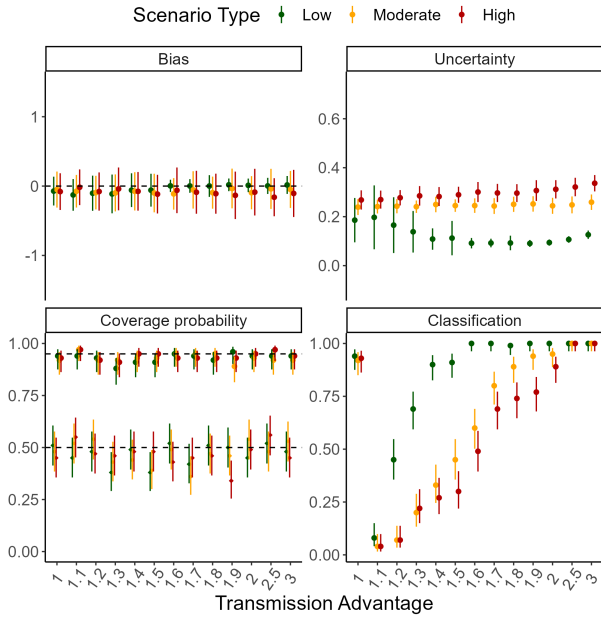 Scenario Type Low Moderate High
Bias
Uncertainty
1
0
-1
0.6
0.4
0.2
0.0
Coverage probability
Classification
1.00
0.75
0.50
0.25
0.00
1.00
0.75
0.50
0.25
0.00
1 1.1 1.2 1.3 1.4 1.5 1.6 1.7 1.8 1.9 2 2.5 3
1 1.1 1.2 1.3 1.4 1.5 1.6 1.7 1.8 1.9 2 2.5 3
Transmission Advantage